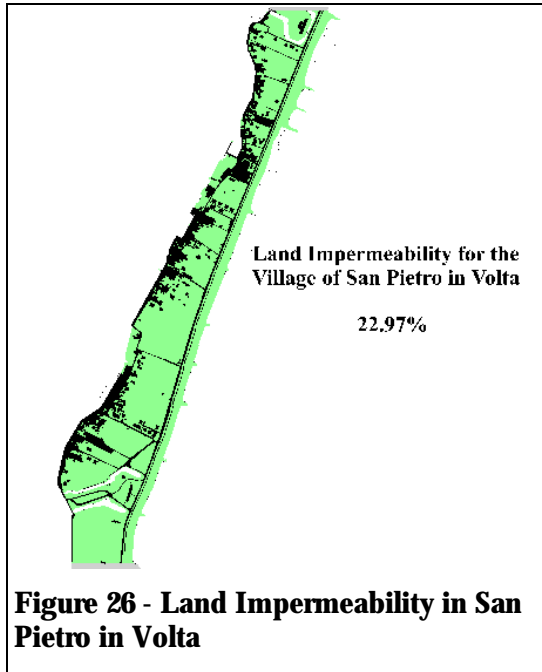 Land Impermeability for the
Village of San Pietro in Volta
22.97%
Figure 26 - Land Impermeability in San
Pietro in Volta